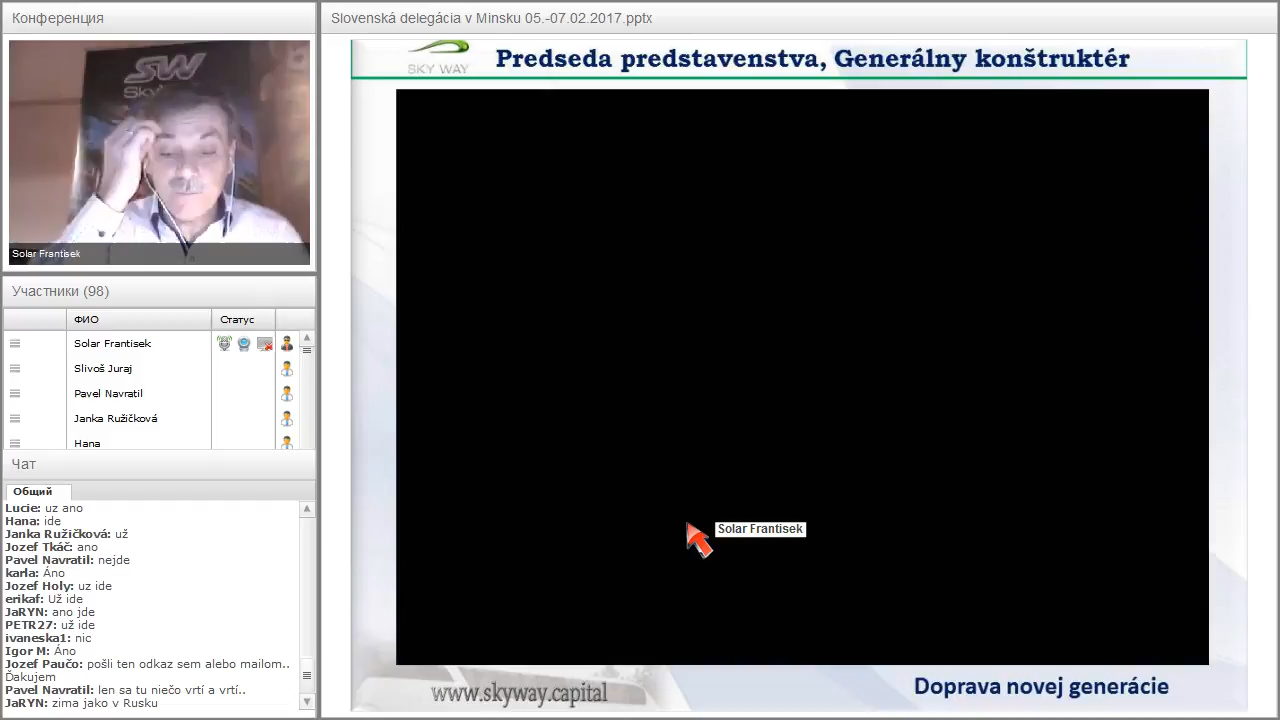 Конференция
SW
Solar Frantisek
Участники (98)
ФИО
Статус
Solar Frantisek
Slivoš Juraj
Pavel Navratil
Janka Ružičková
Hana
Чат
Общий
Lucie: uz ano
Hana: ide
Janka Ružičková: už
Jozef Tkáč: ano
Pavel Navratil: nejde
karla: Áno
Jozef Holy: uz ide
erikaf: Už ide
JaRYN: ano jde
PETR27: už ide
ivaneska1: nic
Igor M: Áno
Jozef Paučo: pošli ten odkaz sem alebo mailom..
Ďakujem
Pavel Navratil: len sa tu niečo vrtí a vrtí..
JaRYN: zima jako v Rusku
Slovenská delegácia v Minsku 05.-07.02.2017.pptx
SKY WAY
Predseda predstavenstva, Generálny konštruktér
Solar Frantisek
www.skyway.capital
Doprava novej generácie